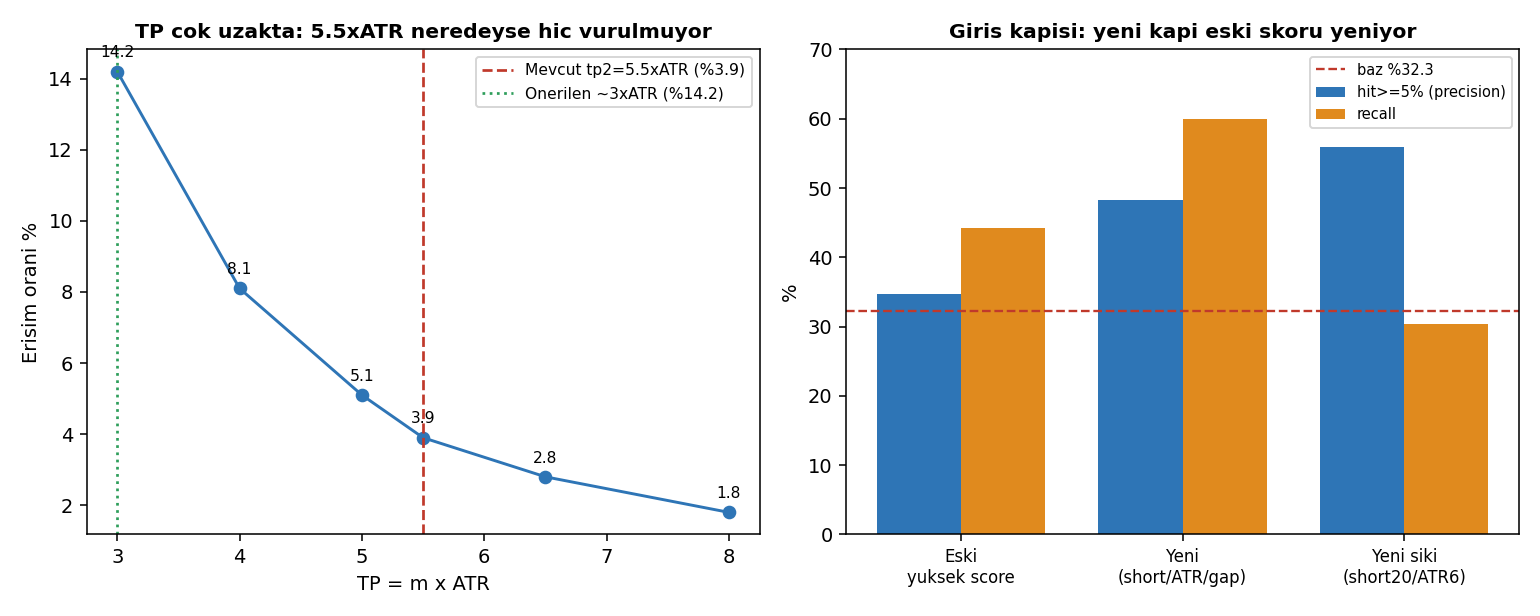 TP cok uzakta: 5.5xATR neredeyse hic vurulmuyor
14.2
8.1
5.1
3.9
2.8
1.8
Mevcut tp2=5.5xATR (%3.9)
Onerilen ~3xATR (%14.2)
Erisim orani %
14
12
10
8
6
4
2
3
4
5
6
7
8
TP = m x ATR
Giris kapisi: yeni kapi eski skoru yeniyor
baz %32.3
hit>=5% (precision)
recall
%
70
60
50
40
30
20
10
0
Eski
yuksek score
Yeni
(short/ATR/gap)
Yeni siki
(short20/ATR6)